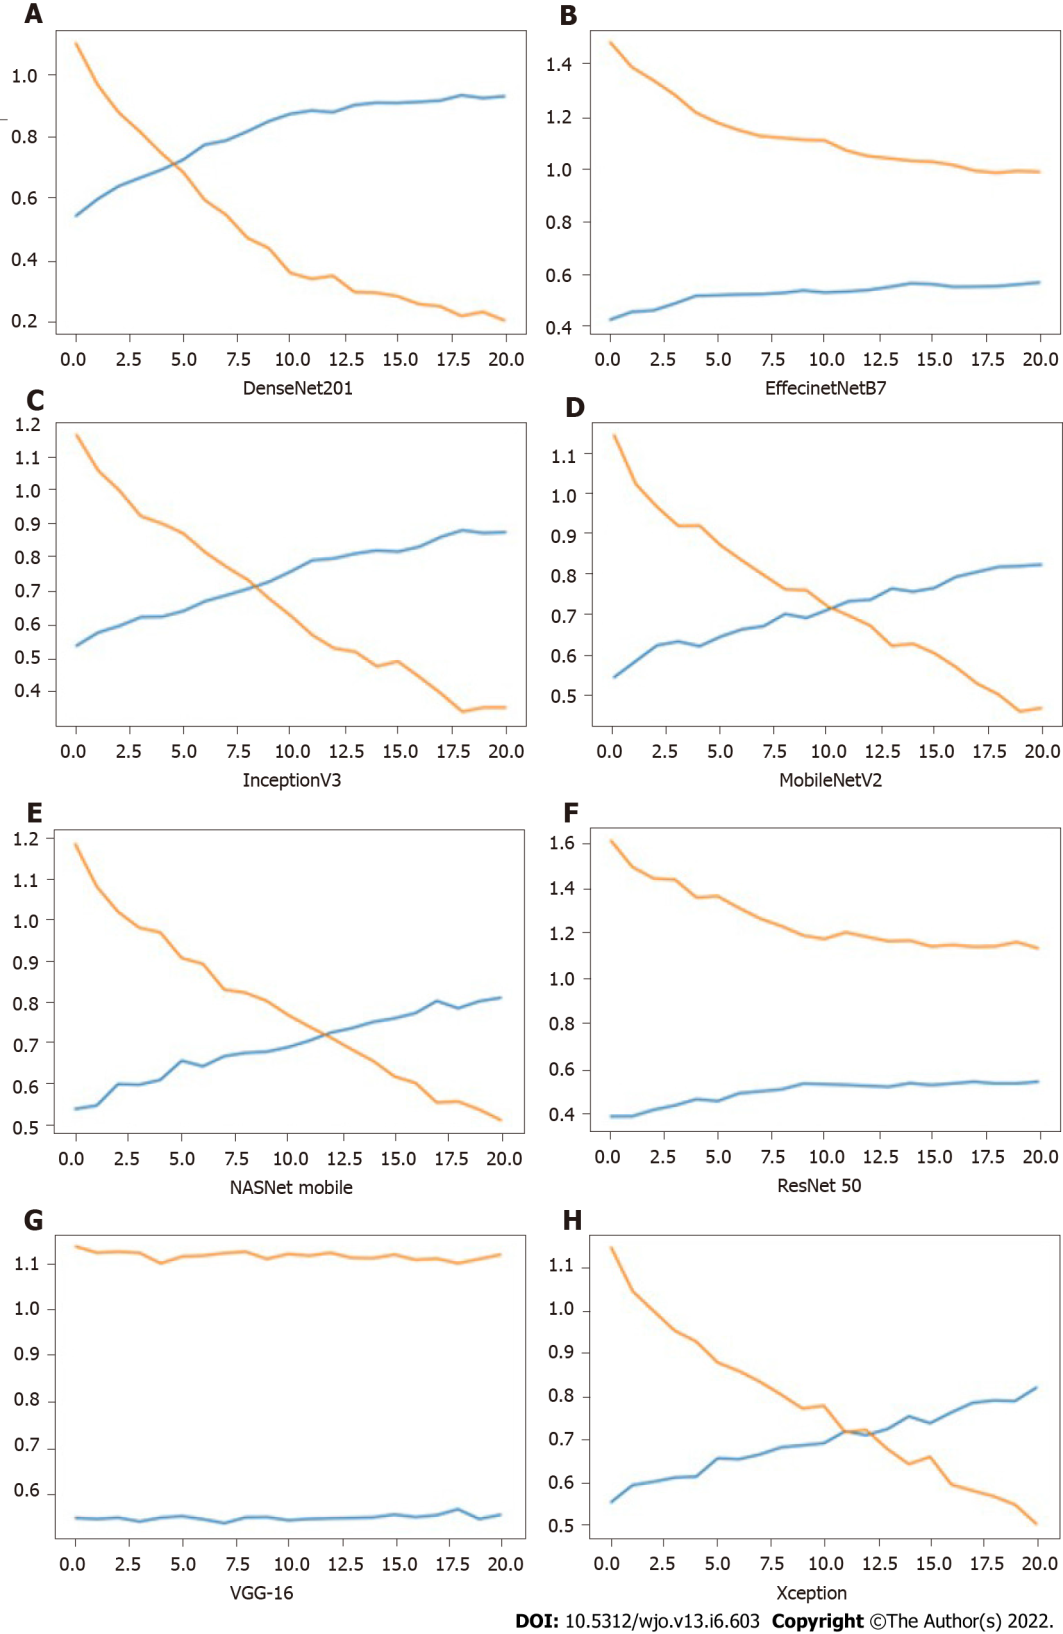 A
B
1.0
0.8
0.6
0.4
0.2
0.0 2.5 5.0 7.5 10.0 12.5 15.0 17.5 20.0
DenseNet201
1.4
1.2
1.0
0.8
0.6
0.4
0.0 2.5 5.0 7.5 10.0 12.5 15.0 17.5 20.0
EffecinetNetB7
C
D
1.2
1.1
1.0
0.9
0.8
0.7
0.6
0.5
0.4
0.0 2.5 5.0 7.5 10.0 12.5 15.0 17.5 20.0
InceptionV3
1.1
1.0
0.9
0.8
0.7
0.6
0.5
0.0 2.5 5.0 7.5 10.0 12.5 15.0 17.5 20.0
MobileNetV2
E
F
1.2
1.1
1.0
0.9
0.8
0.7
0.6
0.5
0.0 2.5 5.0 7.5 10.0 12.5 15.0 17.5 20.0
NASNet mobile
1.6
1.4
1.2
1.0
0.8
0.6
0.4
0.0 2.5 5.0 7.5 10.0 12.5 15.0 17.5 20.0
ResNet 50
G
H
1.1
1.0
0.9
0.8
0.7
0.6
0.0 2.5 5.0 7.5 10.0 12.5 15.0 17.5 20.0
VGG-16
1.1
1.0
0.9
0.8
0.7
0.6
0.5
0.0 2.5 5.0 7.5 10.0 12.5 15.0 17.5 20.0
Xception
DOI: 10.5312/wjo.v13.i6.603 Copyright ©The Author(s) 2022.